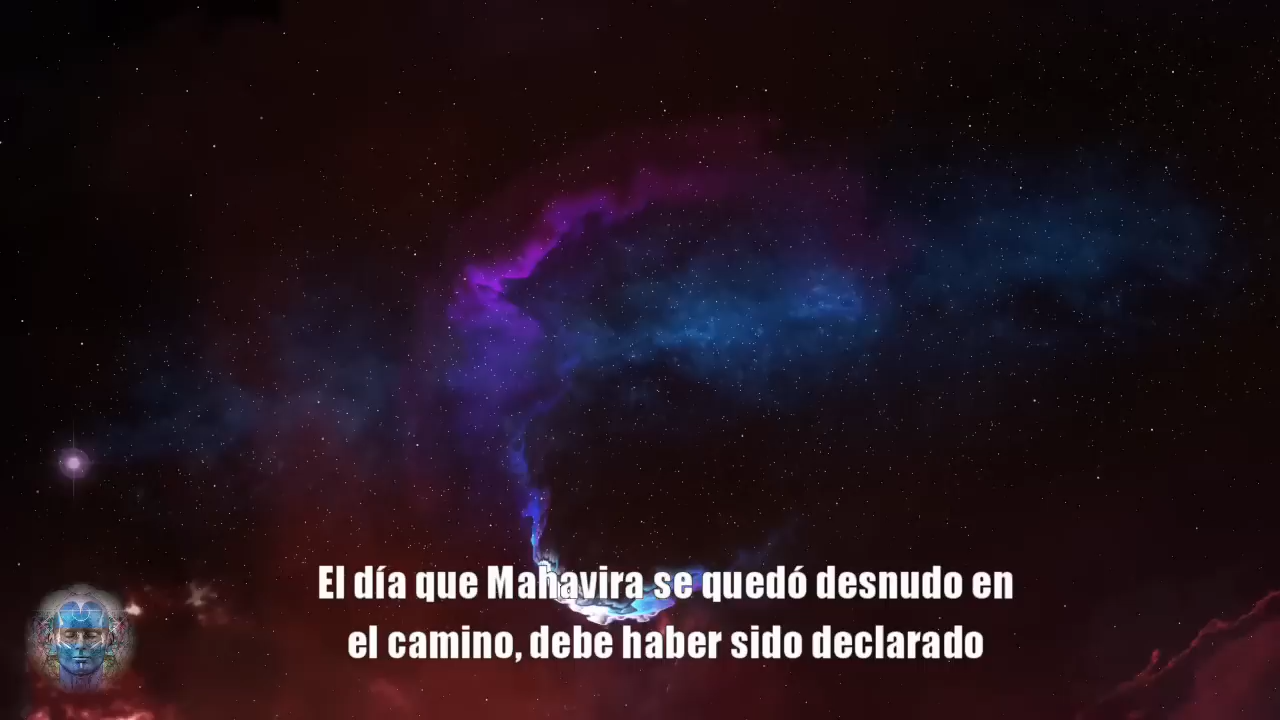 El día que Mahavira se quedó desnudo en
el camino, debe haber sido declarado